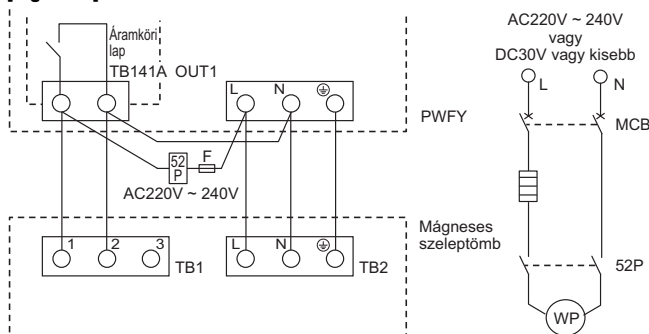 Áramköri
lap
TB141A OUT1
L
N
PWFY
52
P
F
AC220V ~ 240V
Mágneses
szeleptömb
1
2
3
TB1
L
N
TB2
AC220V ~ 240V
vagy
DC30V vagy kisebb
L
N
MCB
52P
WP